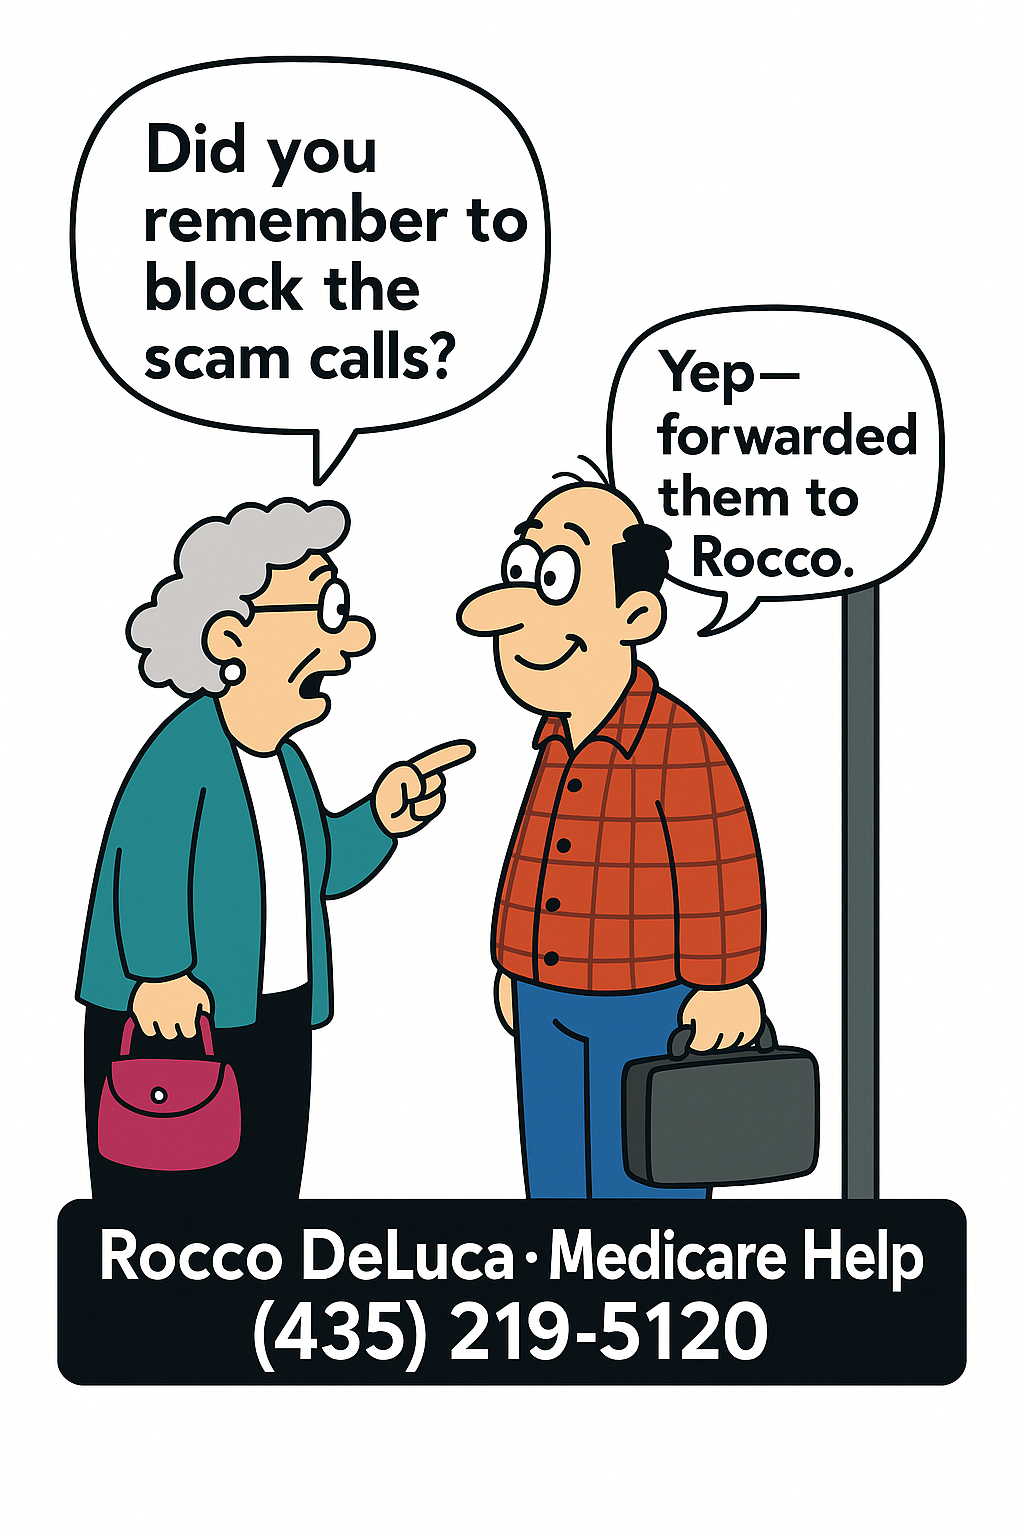 Did you
remember to
block the
scam calls?
Yep—
forwarded
them to
Rocco.
Rocco DeLuca · Medicare Help
(435) 219-5120